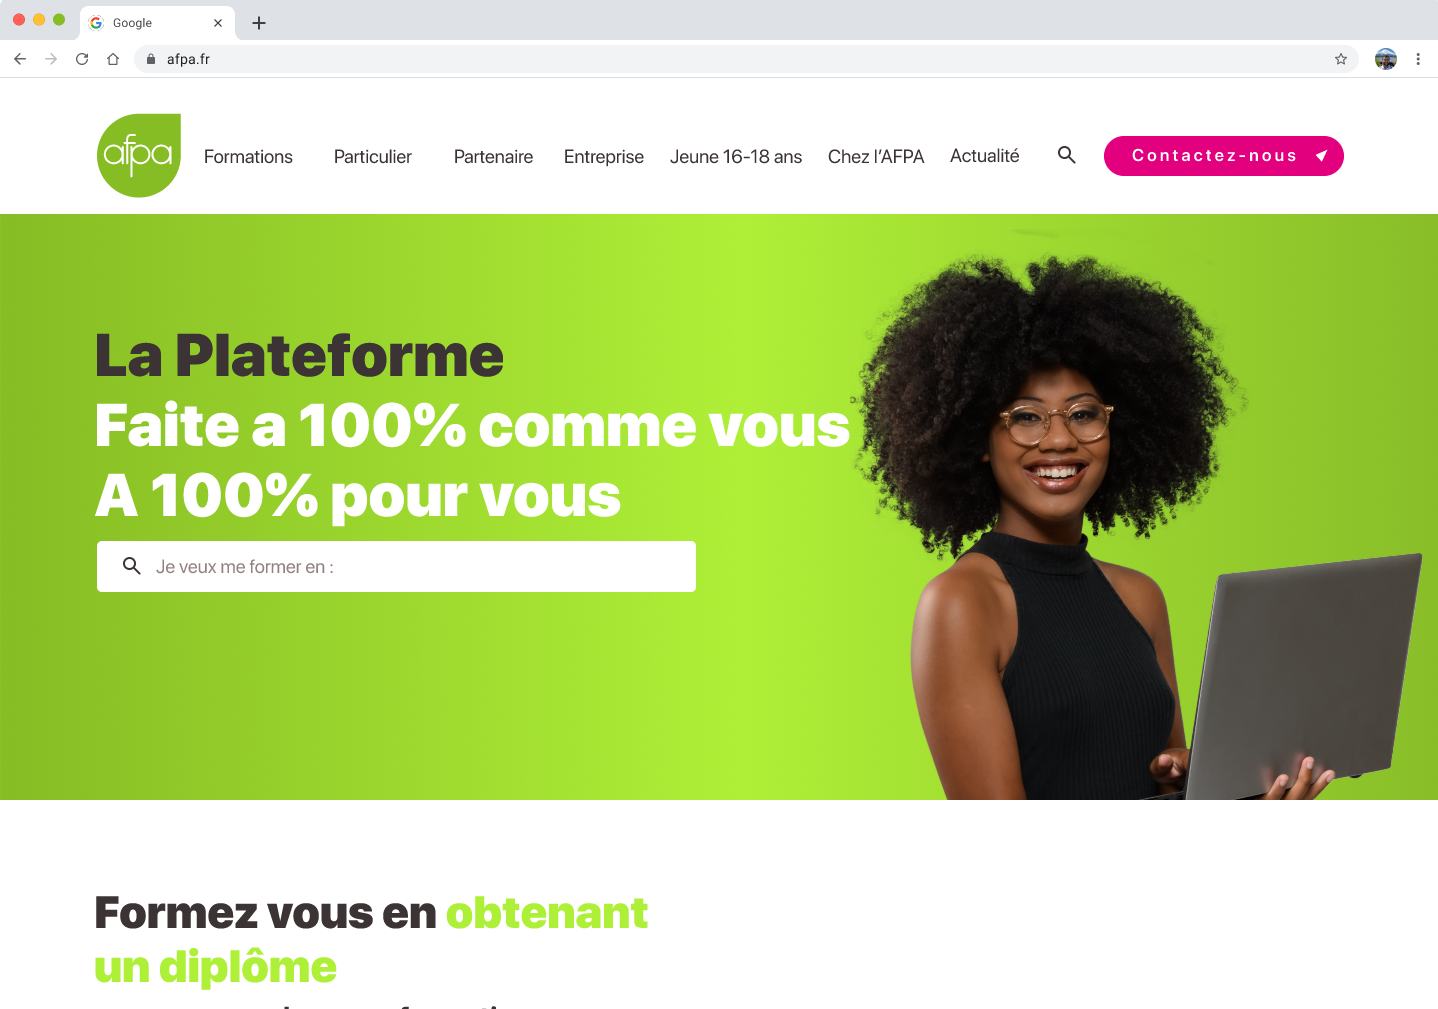 Google
afpa.fr
afpa
Formations
Particulier
Partenaire
Entreprise
Jeune 16-18 ans
Chez l'AFPA
Actualité
Contactez-nous
La Plateforme
Faite a 100% comme vous
A 100% pour vous
Je veux me former en :
Formez vous en obtenant
un diplôme